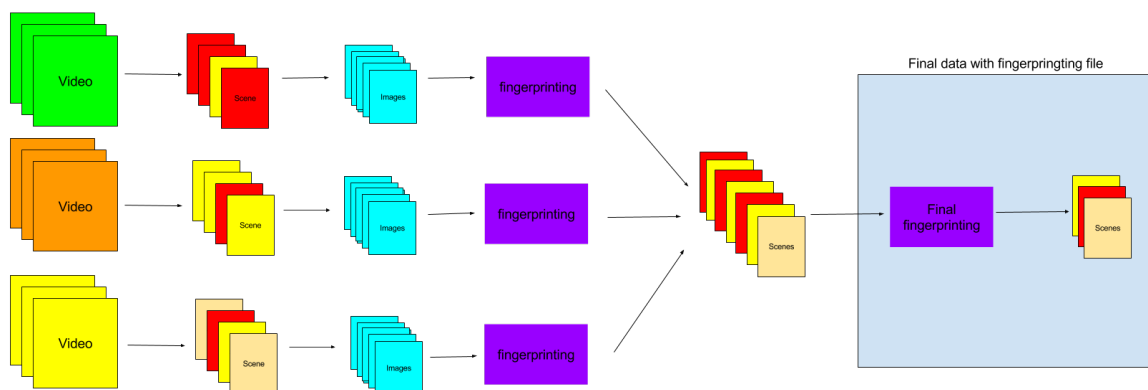 Final data with fingerpringting file
Video
Scene
Images
fingerprinting
Video
Scene
Images
fingerprinting
Scenes
Final
fingerprinting
Scenes
Video
Scene
Images
fingerprinting